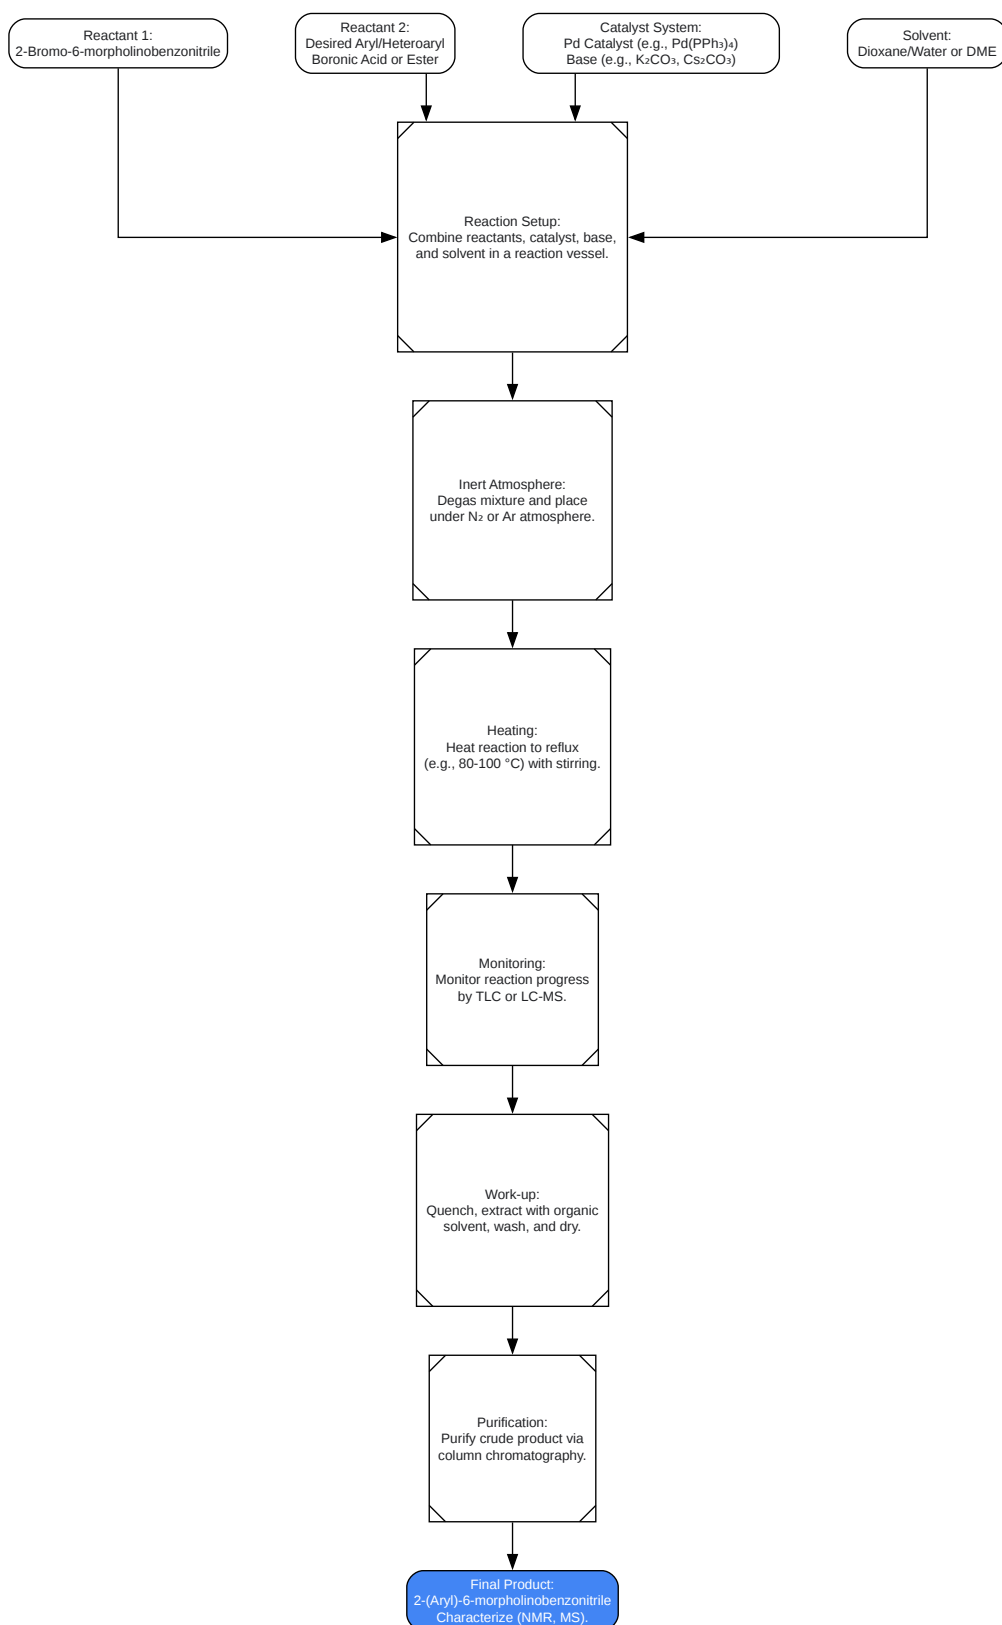 Reactant 1:
2-Bromo-6-morpholinobenzonitrile
Reactant 2:
Desired Aryl/Heteroaryl
Boronic Acid or Ester
Catalyst System:
Pd Catalyst (e.g., Pd(PPh₃)₄)
Base (e.g., K₂CO₃, Cs₂CO₃)
Solvent:
Dioxane/Water or DME
Reaction Setup:
Combine reactants, catalyst, base,
and solvent in a reaction vessel.
Inert Atmosphere:
Degas mixture and place
under N₂ or Ar atmosphere.
Heating:
Heat reaction to reflux
(e.g., 80-100 °C) with stirring.
Monitoring:
Monitor reaction progress
by TLC or LC-MS.
Work-up:
Quench, extract with organic
solvent, wash, and dry.
Purification:
Purify crude product via
column chromatography.
Final Product:
2-(Aryl)-6-morpholinobenzonitrile
Characterize (NMR, MS).